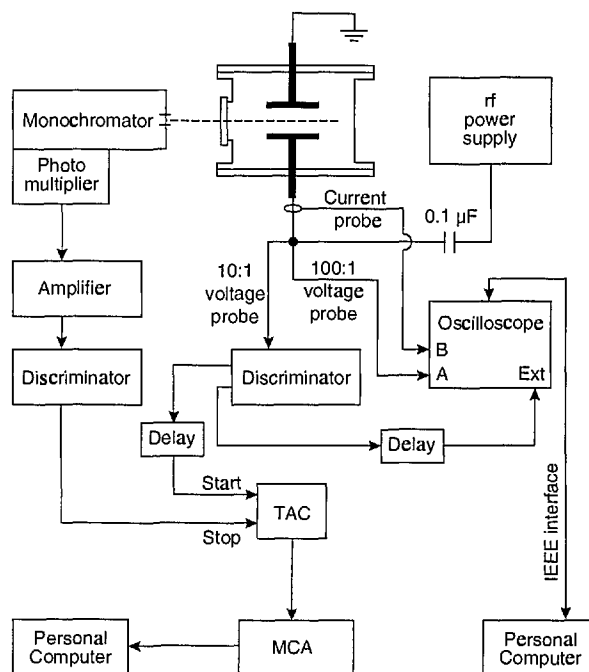 Monochromator
Photo
multiplier
rf
power
supply
Current
probe
0.1 µF
10:1
voltage
probe
100:1
voltage
probe
Amplifier
Oscilloscope
B
A
Ext
Discriminator
Discriminator
Delay
Delay
Start
TAC
Stop
IEEE interface
Personal
Computer
MCA
Personal
Computer